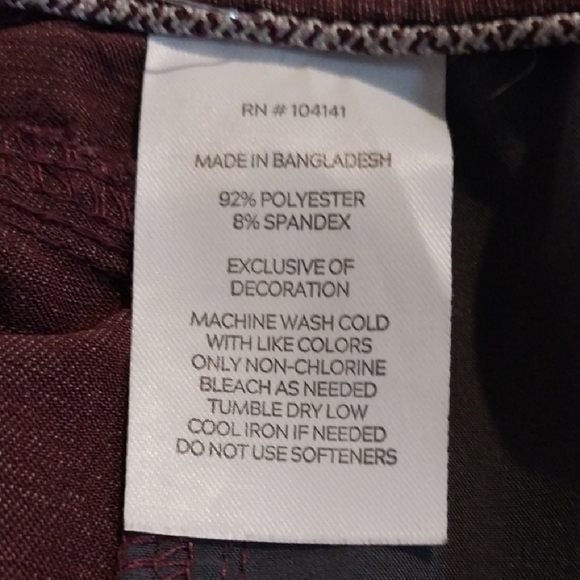 RN # 104141
MADE IN BANGLADESH
92% POLYESTER
8% SPANDEX
EXCLUSIVE OF
DECORATION
MACHINE WASH COLD
WITH LIKE COLORS
ONLY NON-CHLORINE
BLEACH AS NEEDED
TUMBLE DRY LOW
COOL IRON IF NEEDED
DO NOT USE SOFTENERS